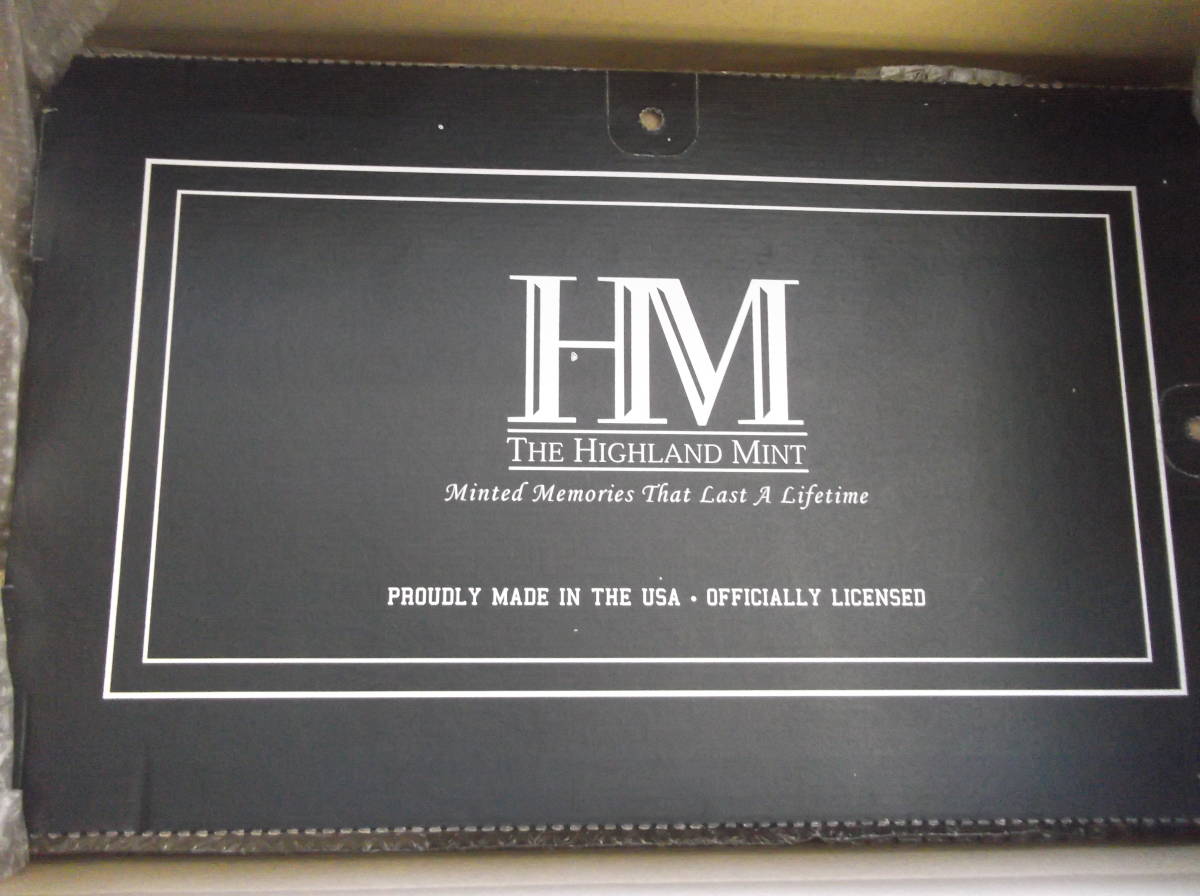 HM
THE HIGHLAND MINT
Minted Memories That Last A Lifetime
PROUDLY MADE IN THE USA • OFFICIALLY LICENSED